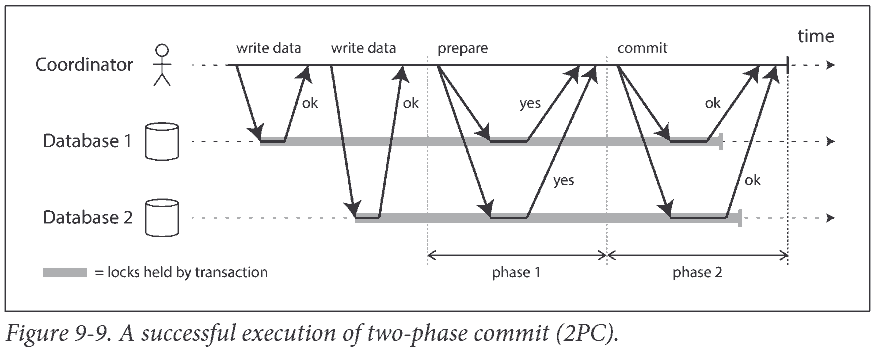 write data write data prepare commit time
Coordinator
ok ok yes ok
Database 1
yes ok
Database 2
= locks held by transaction phase 1 phase 2
Figure 9-9. A successful execution of two-phase commit (2PC).